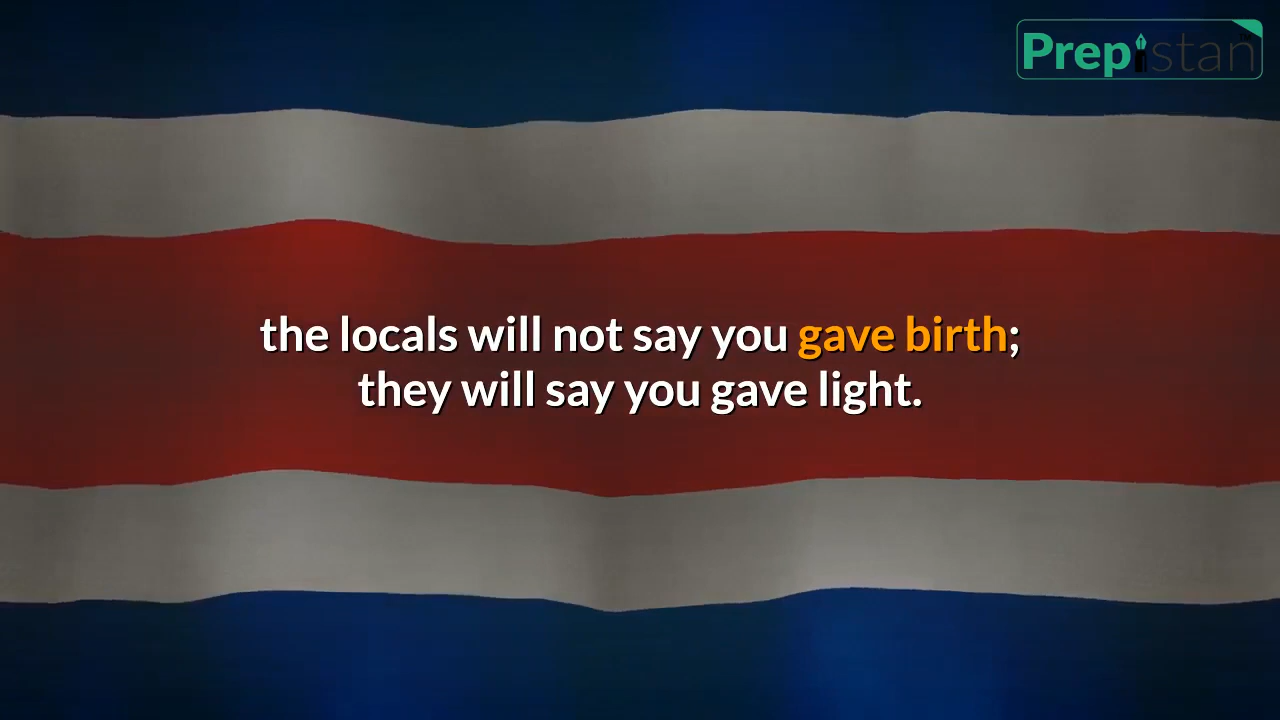 Prepistan
the locals will not say you gave birth;
they will say you gave light.